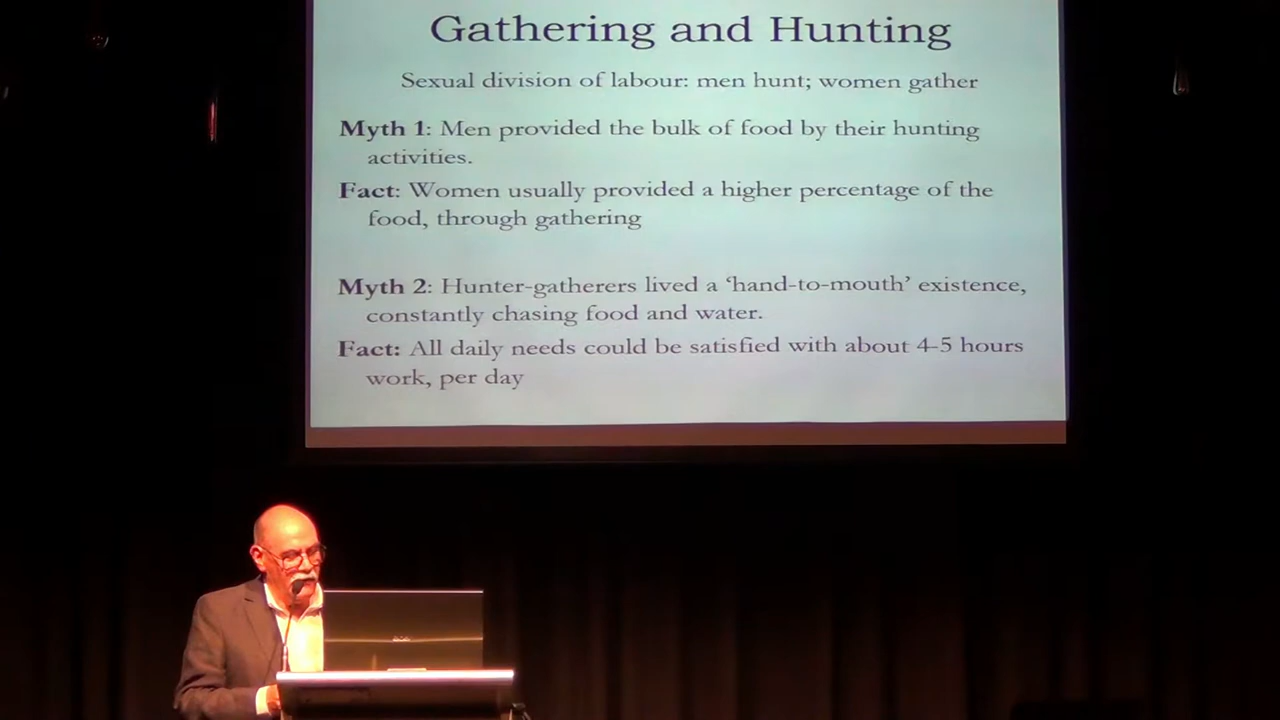 Gathering and Hunting
Sexual division of labour: men hunt; women gather
Myth 1: Men provided the bulk of food by their hunting
activities.
Fact: Women usually provided a higher percentage of the
food, through gathering
Myth 2: Hunter-gatherers lived a ‘hand-to-mouth’ existence,
constantly chasing food and water.
Fact: All daily needs could be satisfied with about 4-5 hours
work, per day